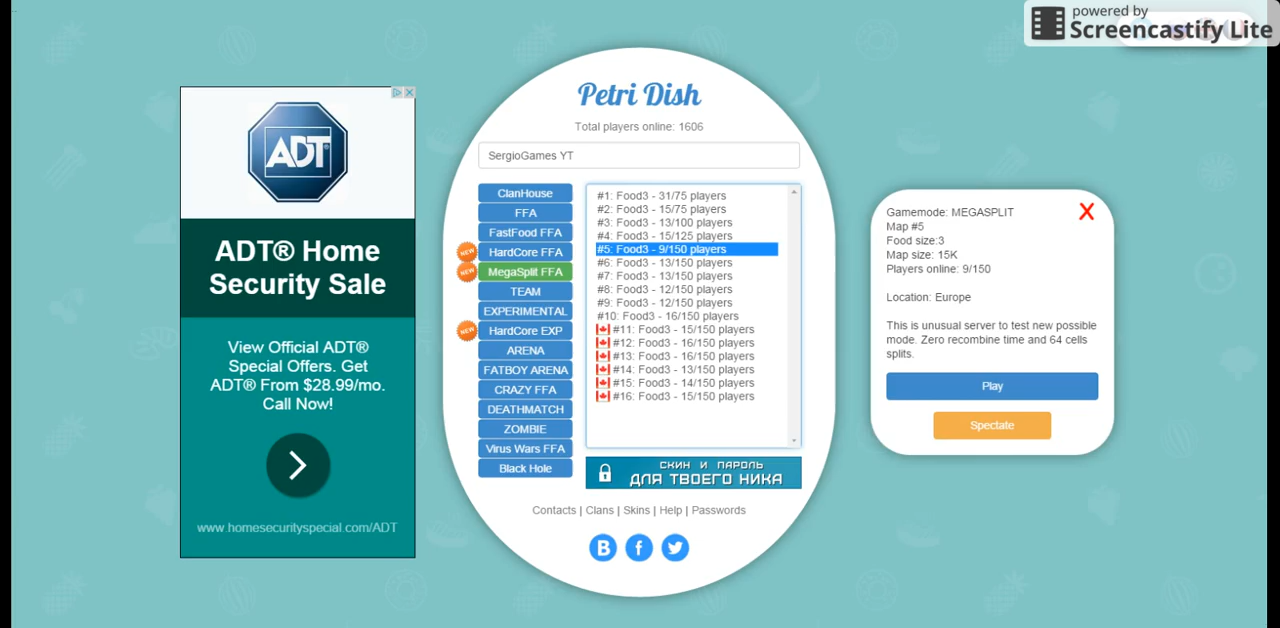 powered by
Screencastify Lite
ADT®
ADT® Home
Security Sale
View Official ADT®
Special Offers. Get
ADT® From $28.99/mo.
Call Now!
www.homesecurityspecial.com/ADT
Petri Dish
Total players online: 1606
SergioGames YT
ClanHouse
FFA
FastFood FFA
NEW
HardCore FFA
NEW
MegaSplit FFA
TEAM
EXPERIMENTAL
NEW
HardCore EXP
ARENA
FATBOY ARENA
CRAZY FFA
DEATHMATCH
ZOMBIE
Virus Wars FFA
Black Hole
#1: Food3 - 31/75 players
#2: Food3 - 15/75 players
#3: Food3 - 13/100 players
#4: Food3 - 15/125 players
#5: Food3 - 9/150 players
#6: Food3 - 13/150 players
#7: Food3 - 13/150 players
#8: Food3 - 12/150 players
#9: Food3 - 12/150 players
#10: Food3 - 16/150 players
#11: Food3 - 15/150 players
#12: Food3 - 16/150 players
#13: Food3 - 16/150 players
#14: Food3 - 13/150 players
#15: Food3 - 14/150 players
#16: Food3 - 15/150 players
СКИН И ПАРОЛЬ
ДЛЯ ТВОЕГО НИКА
Contacts | Clans | Skins | Help | Passwords
Gamemode: MEGASPLIT
Map #5
Food size:3
Map size: 15K
Players online: 9/150
Location: Europe
This is unusual server to test new possible
mode. Zero recombine time and 64 cells
splits.
Play
Spectate